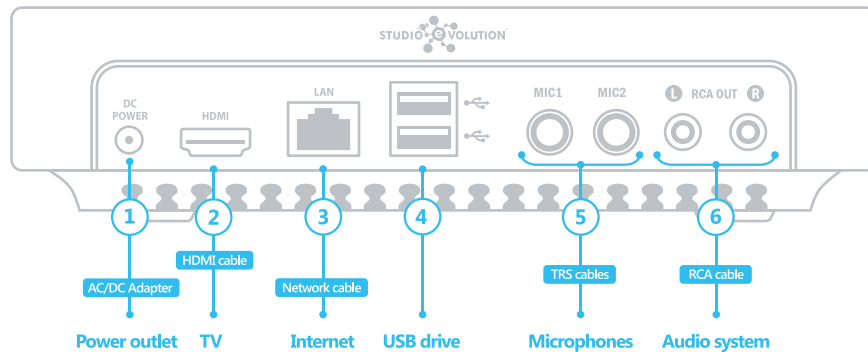 STUDIO eVOLUTION
DC
POWER
HDMI
LAN
MIC1
MIC2
L RCA OUT R
1
2
3
4
5
6
HDMI cable
AC/DC Adapter
Network cable
TRS cables
RCA cable
Power outlet
TV
Internet
USB drive
Microphones
Audio system